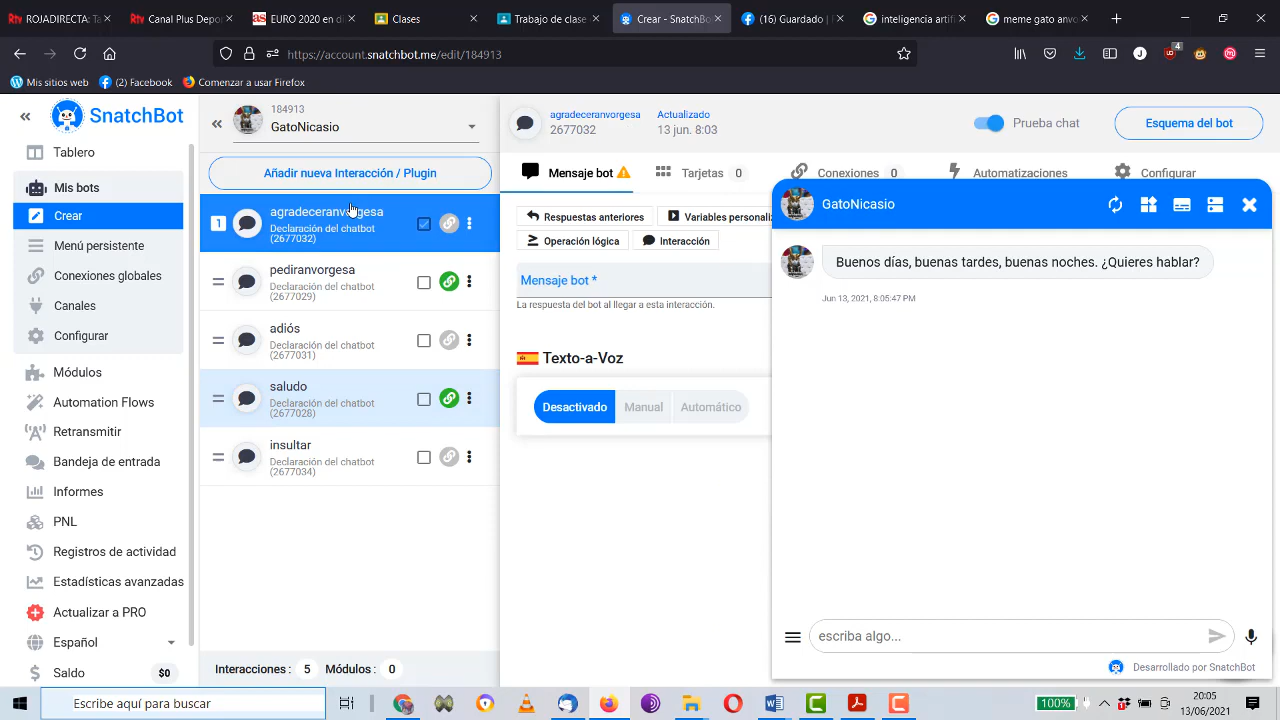 ROJADIRECTA: T
Canal Plus Depor
EURO 2020 en di
Clases
Trabajo de clase
Crear - SnatchBo
(16) Guardado |
inteligencia artifi
meme gato anvo
https://account.snatchbot.me/edit/184913
4
Mis sitios web
(2) Facebook
Comenzar a usar Firefox
SnatchBot
Tablero
Mis bots
Crear
Menú persistente
Conexiones globales
Canales
Configurar
Módulos
Automation Flows
Retransmitir
Bandeja de entrada
Informes
PNL
Registros de actividad
Estadísticas avanzadas
Actualizar a PRO
Español
Saldo $0
184913
GatoNicasio
Añadir nueva Interacción / Plugin
1
agradeceranvorgesa
Declaración del chatbot
(2677032)
pediranvorgesa
Declaración del chatbot
(2677029)
adiós
Declaración del chatbot
(2677031)
saludo
Declaración del chatbot
(2677028)
insultar
Declaración del chatbot
(2677034)
Interacciones : 5 Módulos : 0
agradeceranvorgesa
2677032
Actualizado
13 jun. 8:03
Prueba chat
Esquema del bot
Mensaje bot
Tarjetas 0
Conexiones 0
Automatizaciones
Configurar
Respuestas anteriores
Variables personali
Operación lógica
Interacción
Mensaje bot *
La respuesta del bot al llegar a esta interacción.
Texto-a-Voz
Desactivado Manual Automático
GatoNicasio
Buenos días, buenas tardes, buenas noches. ¿Quieres hablar?
Jun 13, 2021, 8:05:47 PM
escriba algo...
Desarrollado por SnatchBot
Escribe aquí para buscar
100%
20:05
13/06/2021